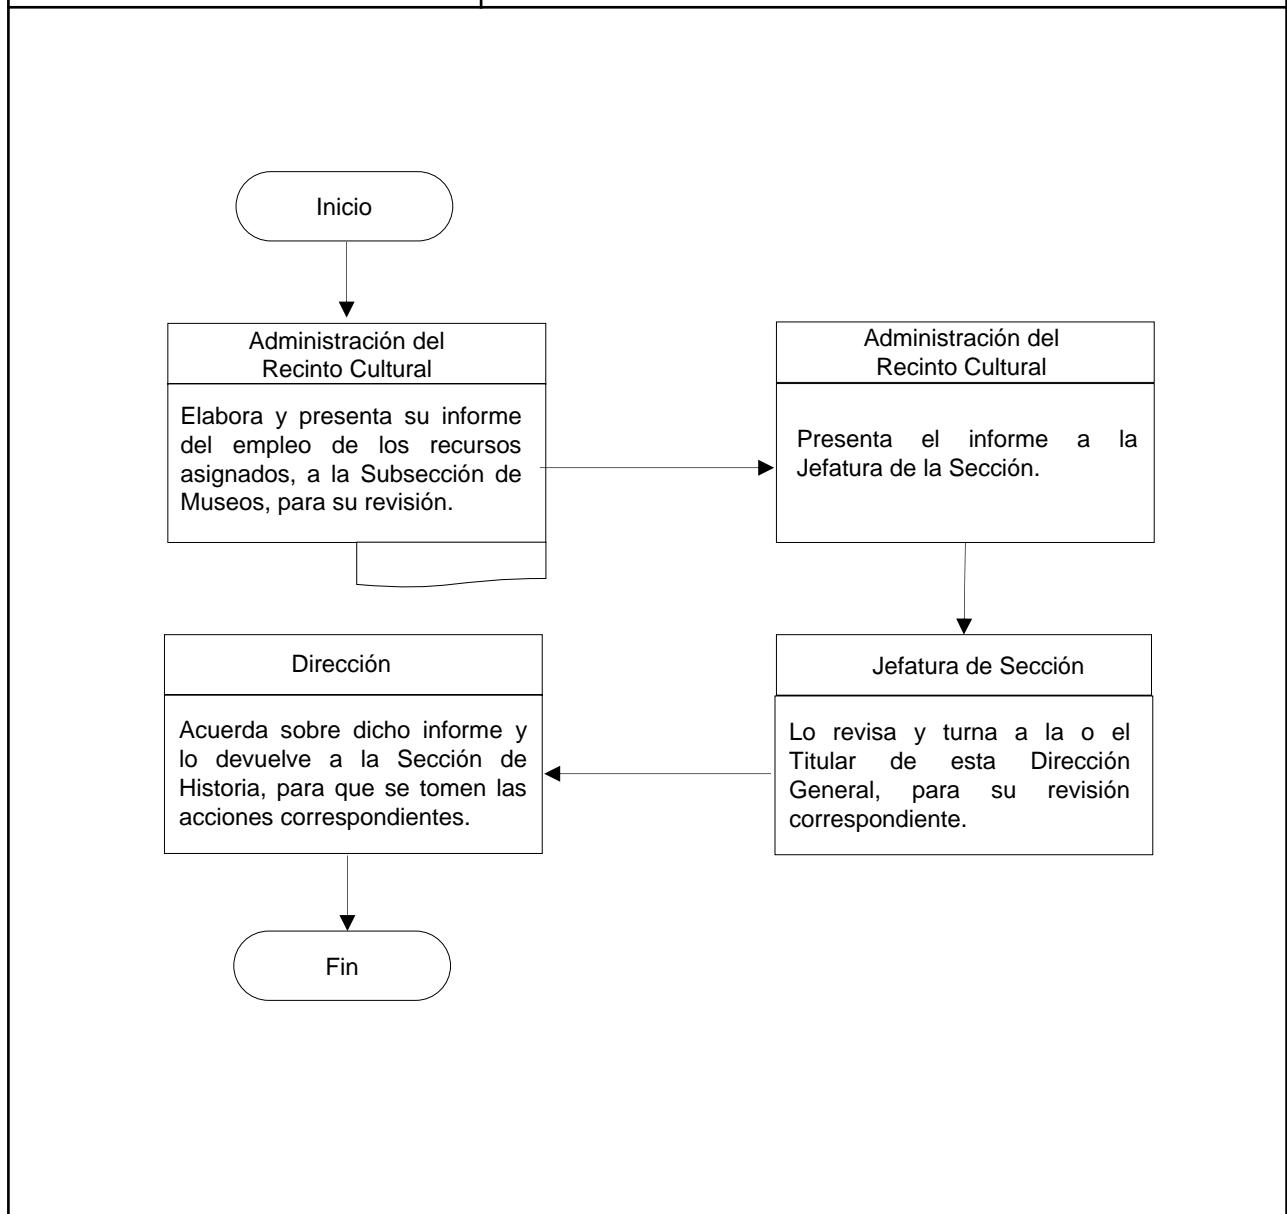 Inicio
Administración del
Recinto Cultural
Elabora y presenta su informe
del empleo de los recursos
asignados, a la Subsección de
Museos, para su revisión.
Administración del
Recinto Cultural
Presenta el informe a la
Jefatura de la Sección.
Jefatura de Sección
Lo revisa y turna a la o el
Titular de esta Dirección
General, para su revisión
correspondiente.
Dirección
Acuerda sobre dicho informe y
lo devuelve a la Sección de
Historia, para que se tomen las
acciones correspondientes.
Fin